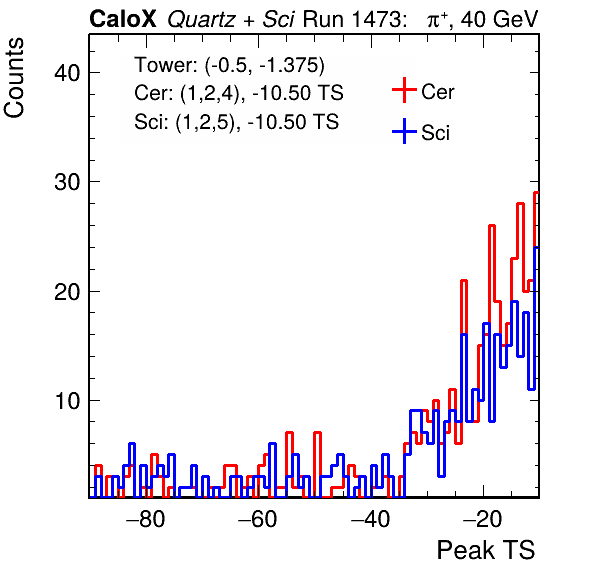 CaloX Quartz + Sci Run 1473: π⁺, 40 GeV
Counts
Tower: (-0.5, -1.375)
Cer: (1,2,4), -10.50 TS
Sci: (1,2,5), -10.50 TS
Cer
Sci
40
30
20
10
−80 −60 −40 −20
Peak TS